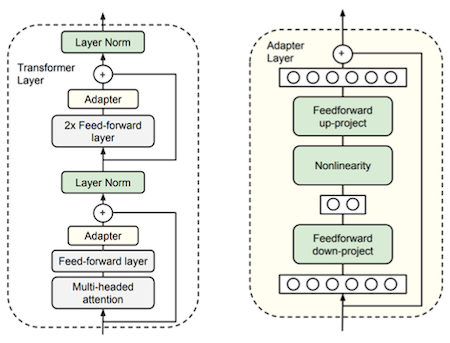 Layer Norm
Transformer
Layer
+
Adapter
2x Feed-forward
layer
Layer Norm
+
Adapter
Feed-forward layer
Multi-headed
attention
Adapter
Layer
+
Feedforward
up-project
Nonlinearity
Feedforward
down-project